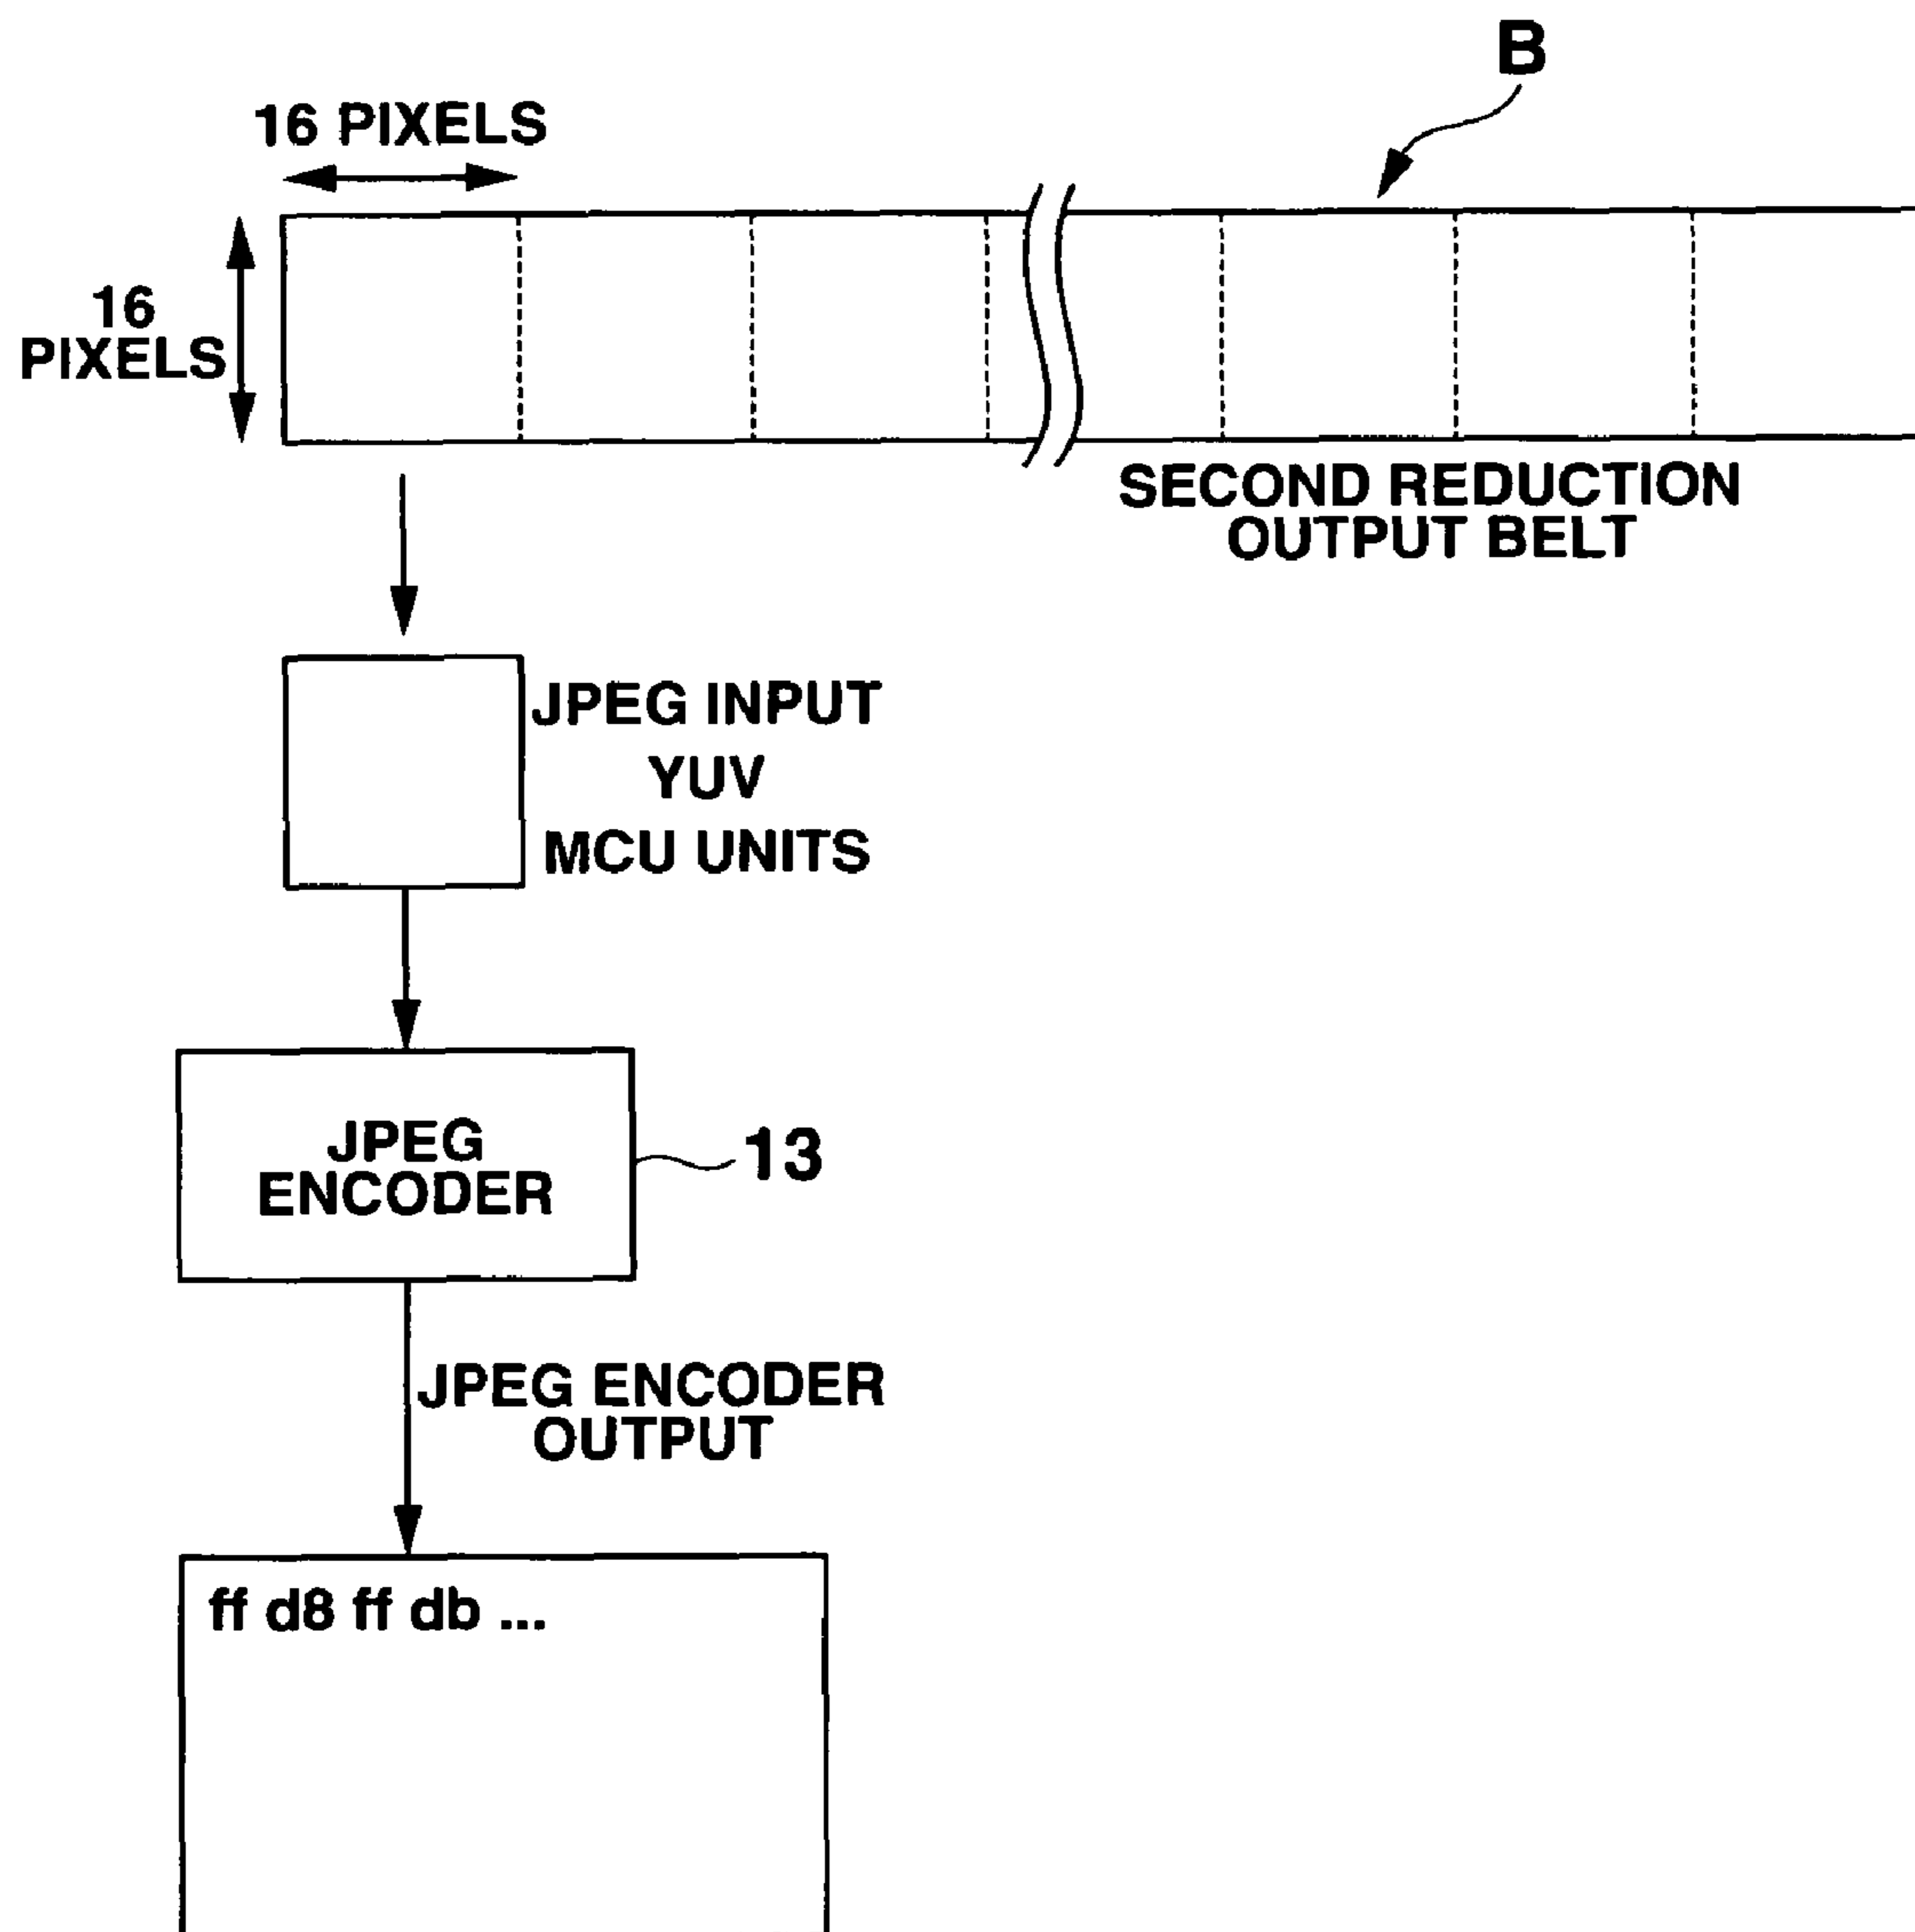 B
16 PIXELS
16
PIXELS
SECOND REDUCTION
OUTPUT BELT
JPEG INPUT
YUV
MCU UNITS
JPEG
ENCODER
13
JPEG ENCODER
OUTPUT
ff d8 ff db ...